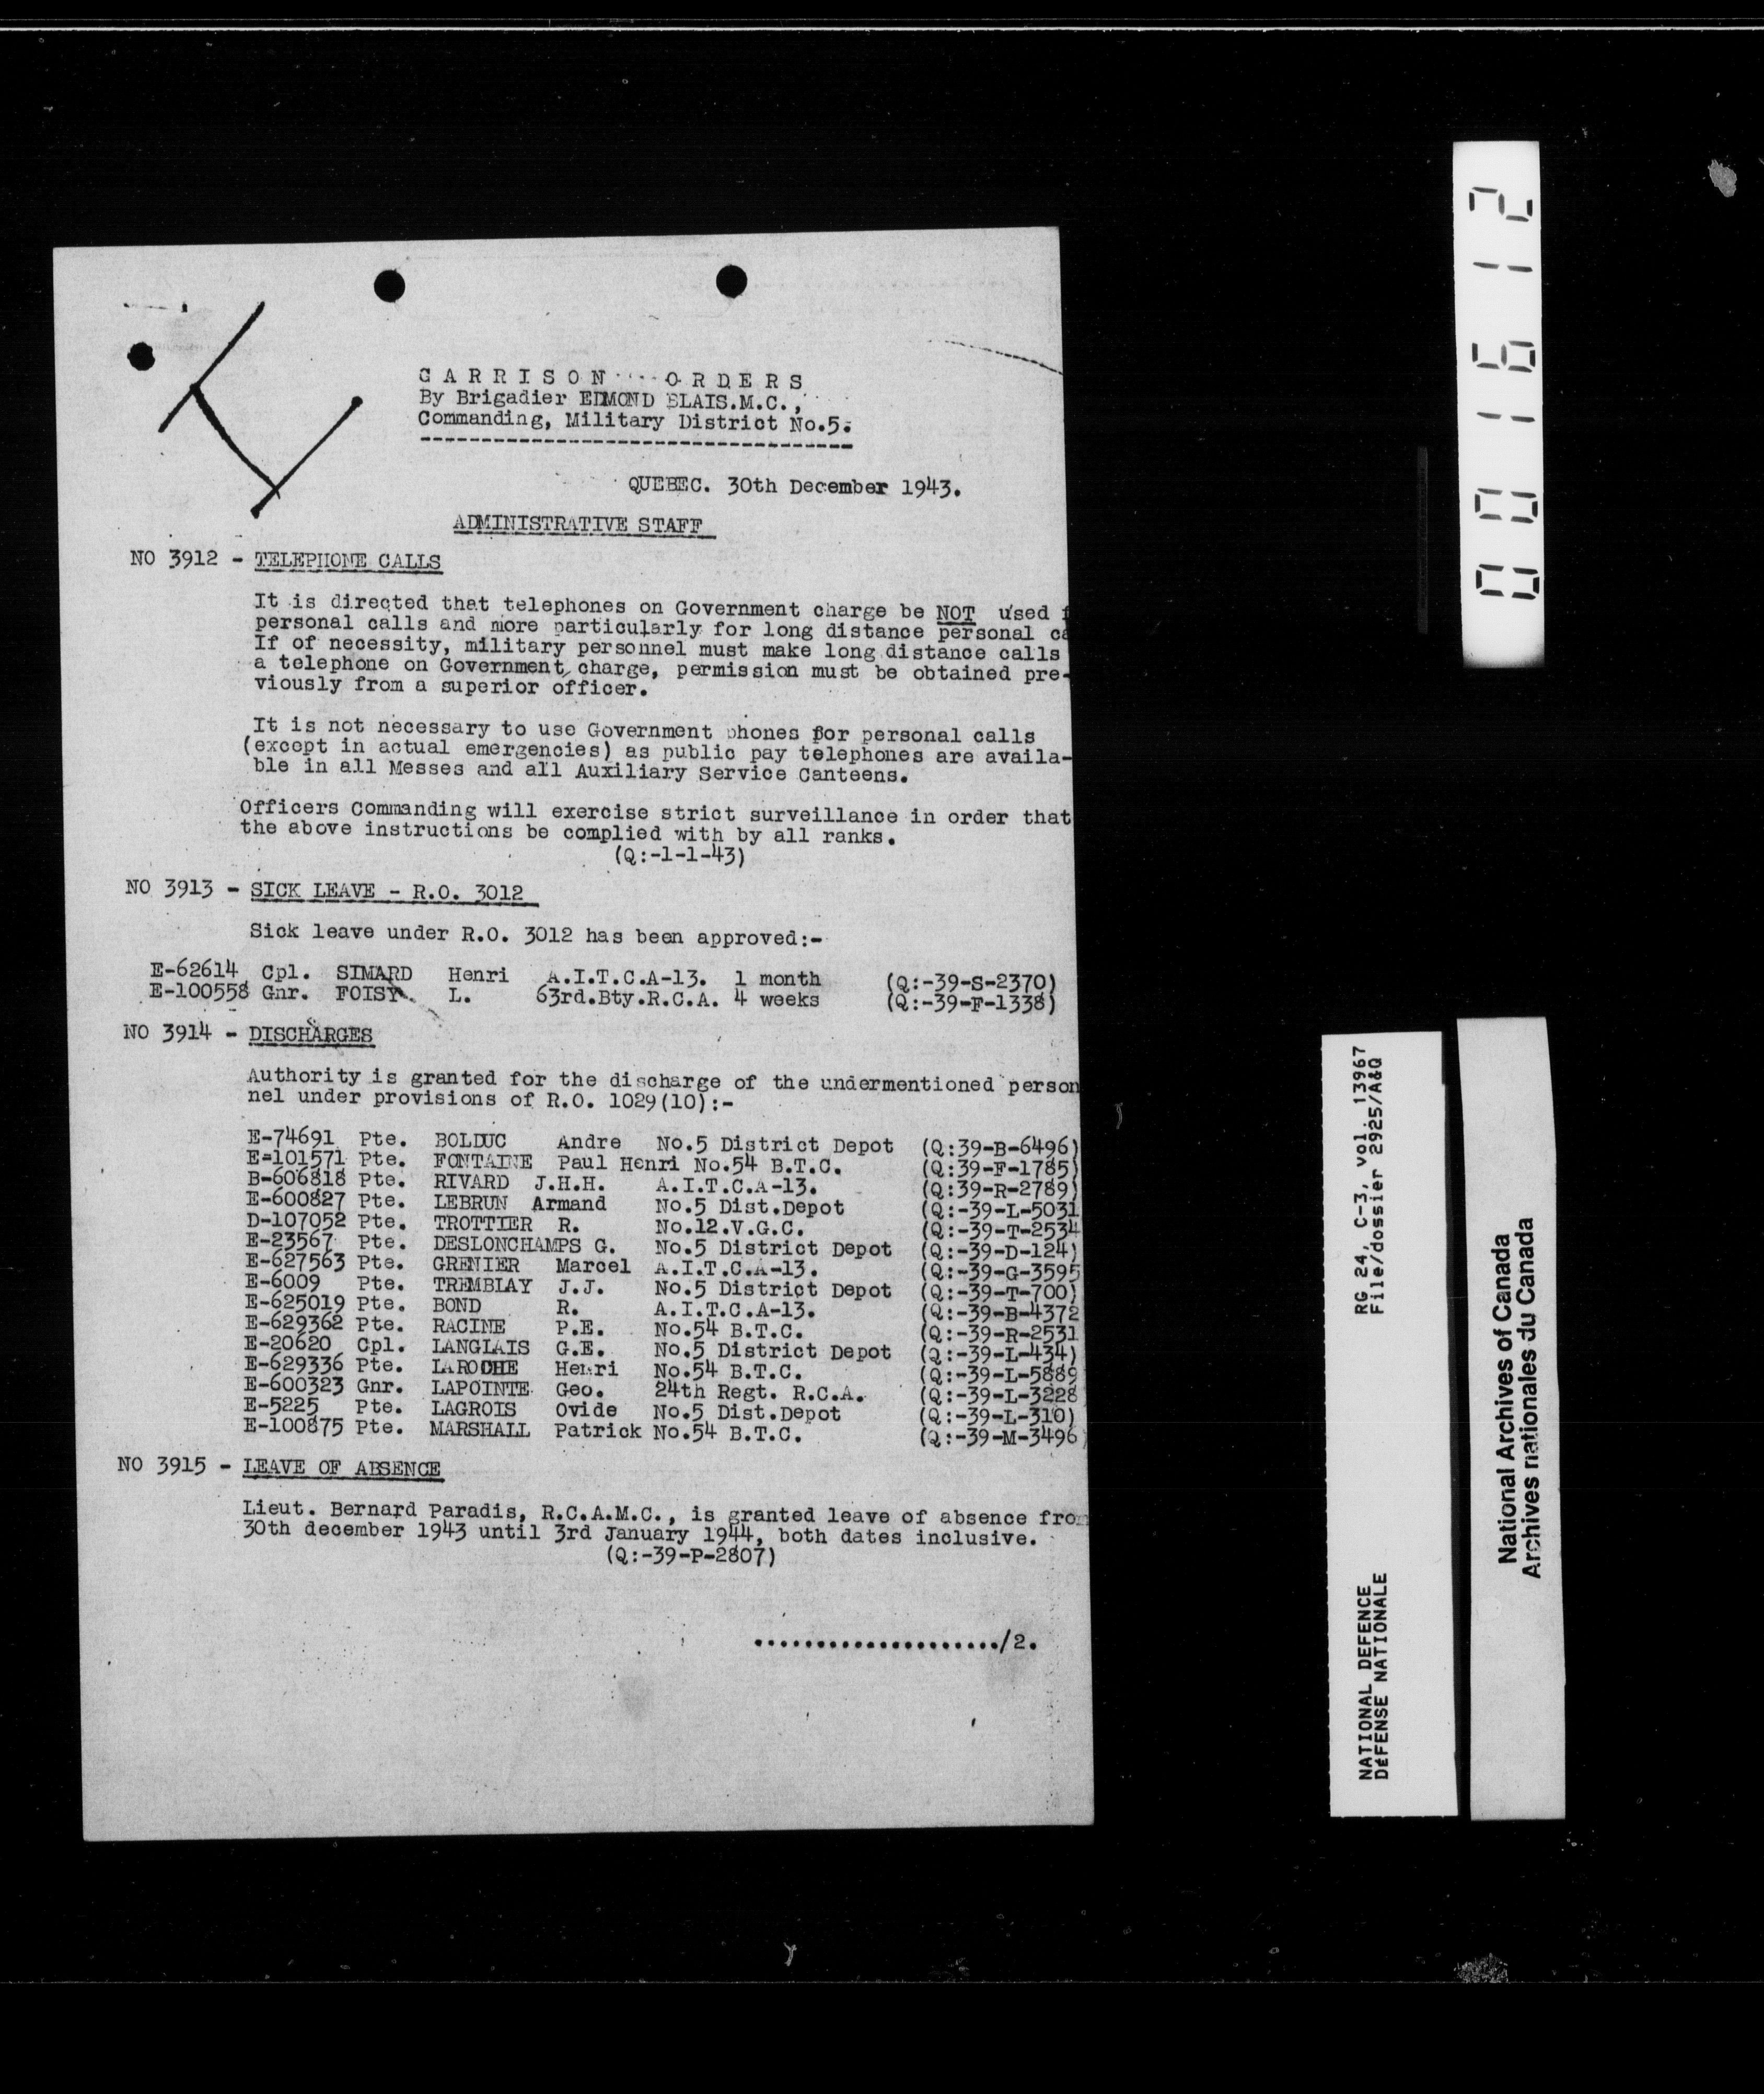 GARRISON ORDERS
By Brigadier EDMOND BLAIS.M.C.,
Commanding, Military District No.5.
QUEBEC. 30th December 1943.
ADMINISTRATIVE STAFF
NO 3912 - TELEPHONE CALLS
It is directed that telephones on Government charge be NOT used f
personal calls and more particularly for long distance personal ca
If of necessity, military personnel must make long distance calls
a telephone on Government charge, permission must be obtained pre-
viously from a superior officer.
It is not necessary to use Government phones for personal calls
(except in actual emergencies) as public pay telephones are availa-
ble in all Messes and all Auxiliary Service Canteens.
Officers Commanding will exercise strict surveillance in order that
the above instructions be complied with by all ranks.
(Q:-1-1-43)
NO 3913 - SICK LEAVE - R.O. 3012
Sick leave under R.O. 3012 has been approved:-
E-62614 Cpl. SIMARD Henri A.I.T.C.A-13. 1 month (Q:-39-S-2370)
E-100558 Gnr. FOISY L. 63rd.Bty.R.C.A. 4 weeks (Q:-39-F-1338)
NO 3914 - DISCHARGES
Authority is granted for the discharge of the undermentioned person
nel under provisions of R.O. 1029(10):-
E-74691 Pte. BOLDUC Andre No.5 District Depot (Q:39-B-6496)
E-101571 Pte. FONTAINE Paul Henri No.54 B.T.C. (Q:39-F-1785)
B-606818 Pte. RIVARD J.H.H. A.I.T.C.A-13. (Q:39-R-2789)
E-600827 Pte. LEBRUN Armand No.5 Dist.Depot (Q:-39-L-5031
D-107052 Pte. TROTTIER R. No.12.V.G.C. (Q:-39-T-2534
E-23567 Pte. DESLONCHAMPS G. No.5 District Depot (Q:-39-D-124)
E-627563 Pte. GRENIER Marcel A.I.T.C.A-13. (Q:-39-G-3595
E-6009 Pte. TREMBLAY J.J. No.5 District Depot (Q:-39-T-700)
E-625019 Pte. BOND R. A.I.T.C.A-13. (Q:-39-B-4372
E-629362 Pte. RACINE P.E. No.54 B.T.C. (Q:-39-R-2531
E-20620 Cpl. LANGLAIS G.E. No.5 District Depot (Q:-39-L-434)
E-629336 Pte. LAROCHE Henri No.54 B.T.C. (Q:-39-L-5889
E-600323 Gnr. LAPOINTE Geo. 24th Regt. R.C.A. (Q:-39-L-3228
E-5225 Pte. LAGROIS Ovide No.5 Dist.Depot (Q:-39-L-310)
E-100875 Pte. MARSHALL Patrick No.54 B.T.C. (Q:-39-M-3496)
NO 3915 - LEAVE OF ABSENCE
Lieut. Bernard Paradis, R.C.A.M.C., is granted leave of absence from
30th december 1943 until 3rd January 1944, both dates inclusive.
(Q:-39-P-2807)
..................../2.
001612
RG 24, C-3, vol. 13967
File/dossier 2925/A&Q
NATIONAL DEFENCE
DÉFENSE NATIONALE
National Archives of Canada
Archives nationales du Canada